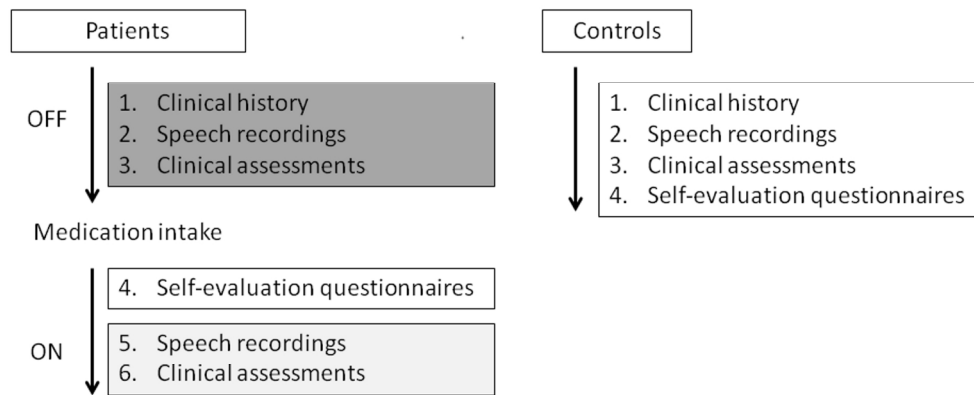 Patients
OFF
1. Clinical history
2. Speech recordings
3. Clinical assessments
Medication intake
4. Self-evaluation questionnaires
ON
5. Speech recordings
6. Clinical assessments
Controls
1. Clinical history
2. Speech recordings
3. Clinical assessments
4. Self-evaluation questionnaires